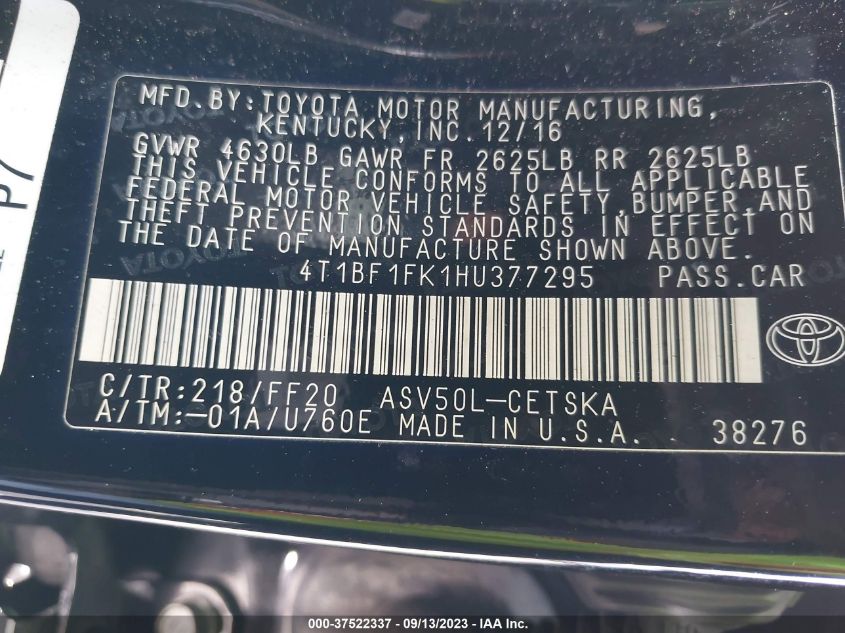 P7
MFD.BY:TOYOTA MOTOR MANUFACTURING,
KENTUCKY,INC.12/16
GVWR 4630LB GAWR FR 2625LB RR 2625LB
THIS VEHICLE CONFORMS TO ALL APPLICABLE
FEDERAL MOTOR VEHICLE SAFETY,BUMPER,AND
THEFT PREVENTION STANDARDS IN EFFECT ON
THE DATE OF MANUFACTURE SHOWN ABOVE.
4T1BF1FK1HU377295 PASS.CAR
C/TR:218/FF20 ASV50L-CETSKA
A/TM:-01A/U760E MADE IN U.S.A. 38276
000-37522337 - 09/13/2023 - IAA Inc.